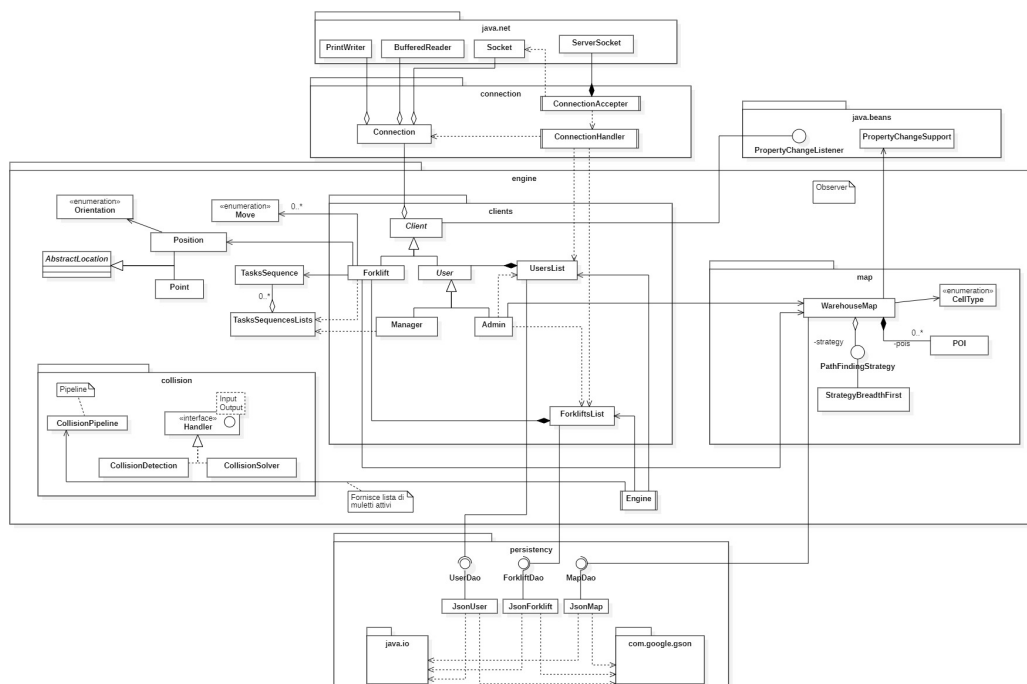 java.net
PrintWriter
BufferedReader
Socket
ServerSocket
connection
ConnectionAccepter
Connection
ConnectionHandler
java.beans
PropertyChangeListener
PropertyChangeSupport
engine
Observer
«enumeration»
Orientation
«enumeration»
Move
0..*
clients
Client
Position
AbstractLocation
Point
TasksSequence
0..*
TasksSequencesLists
Forklift
User
UsersList
Manager
Admin
ForkliftsList
map
WarehouseMap
«enumeration»
CellType
-strategy
-pois
0..*
POI
PathFindingStrategy
StrategyBreadthFirst
collision
Pipeline
CollisionPipeline
Input
Output
«interface»
Handler
CollisionDetection
CollisionSolver
Fornisce lista di
muletti attivi
Engine
persistency
UserDao
ForkliftDao
MapDao
JsonUser
JsonForklift
JsonMap
java.io
com.google.gson